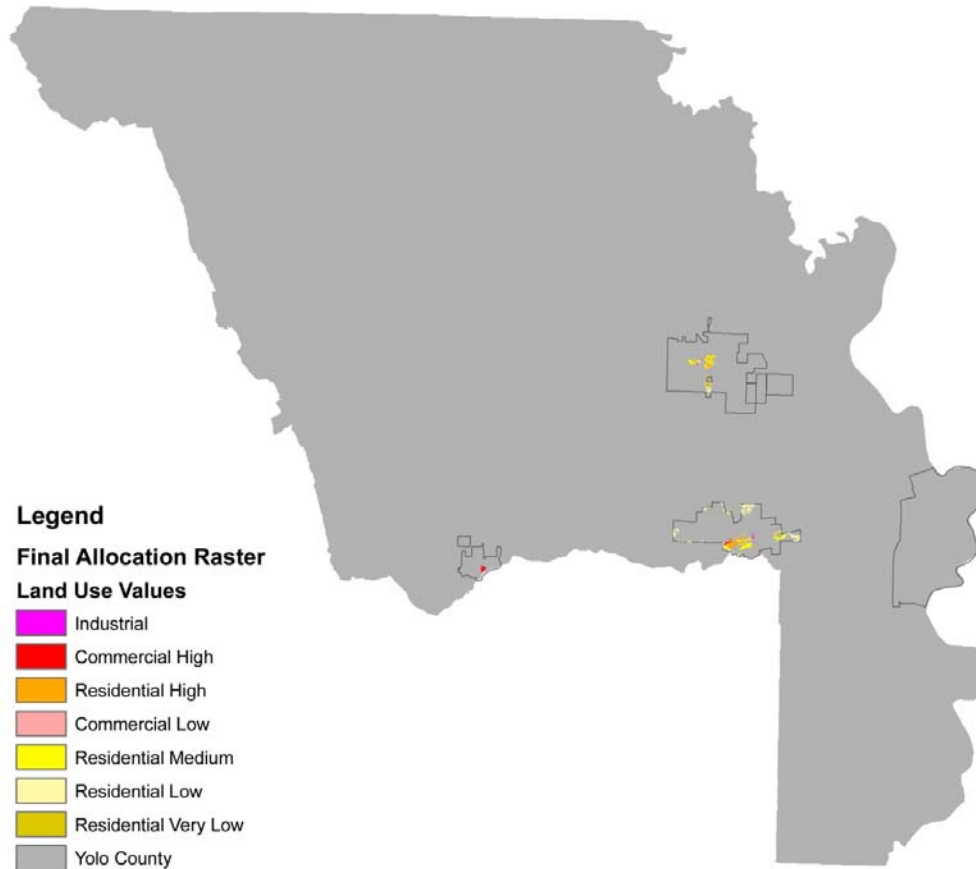 Legend
Final Allocation Raster
Land Use Values
Industrial
Commercial High
Residential High
Commercial Low
Residential Medium
Residential Low
Residential Very Low
Yolo County